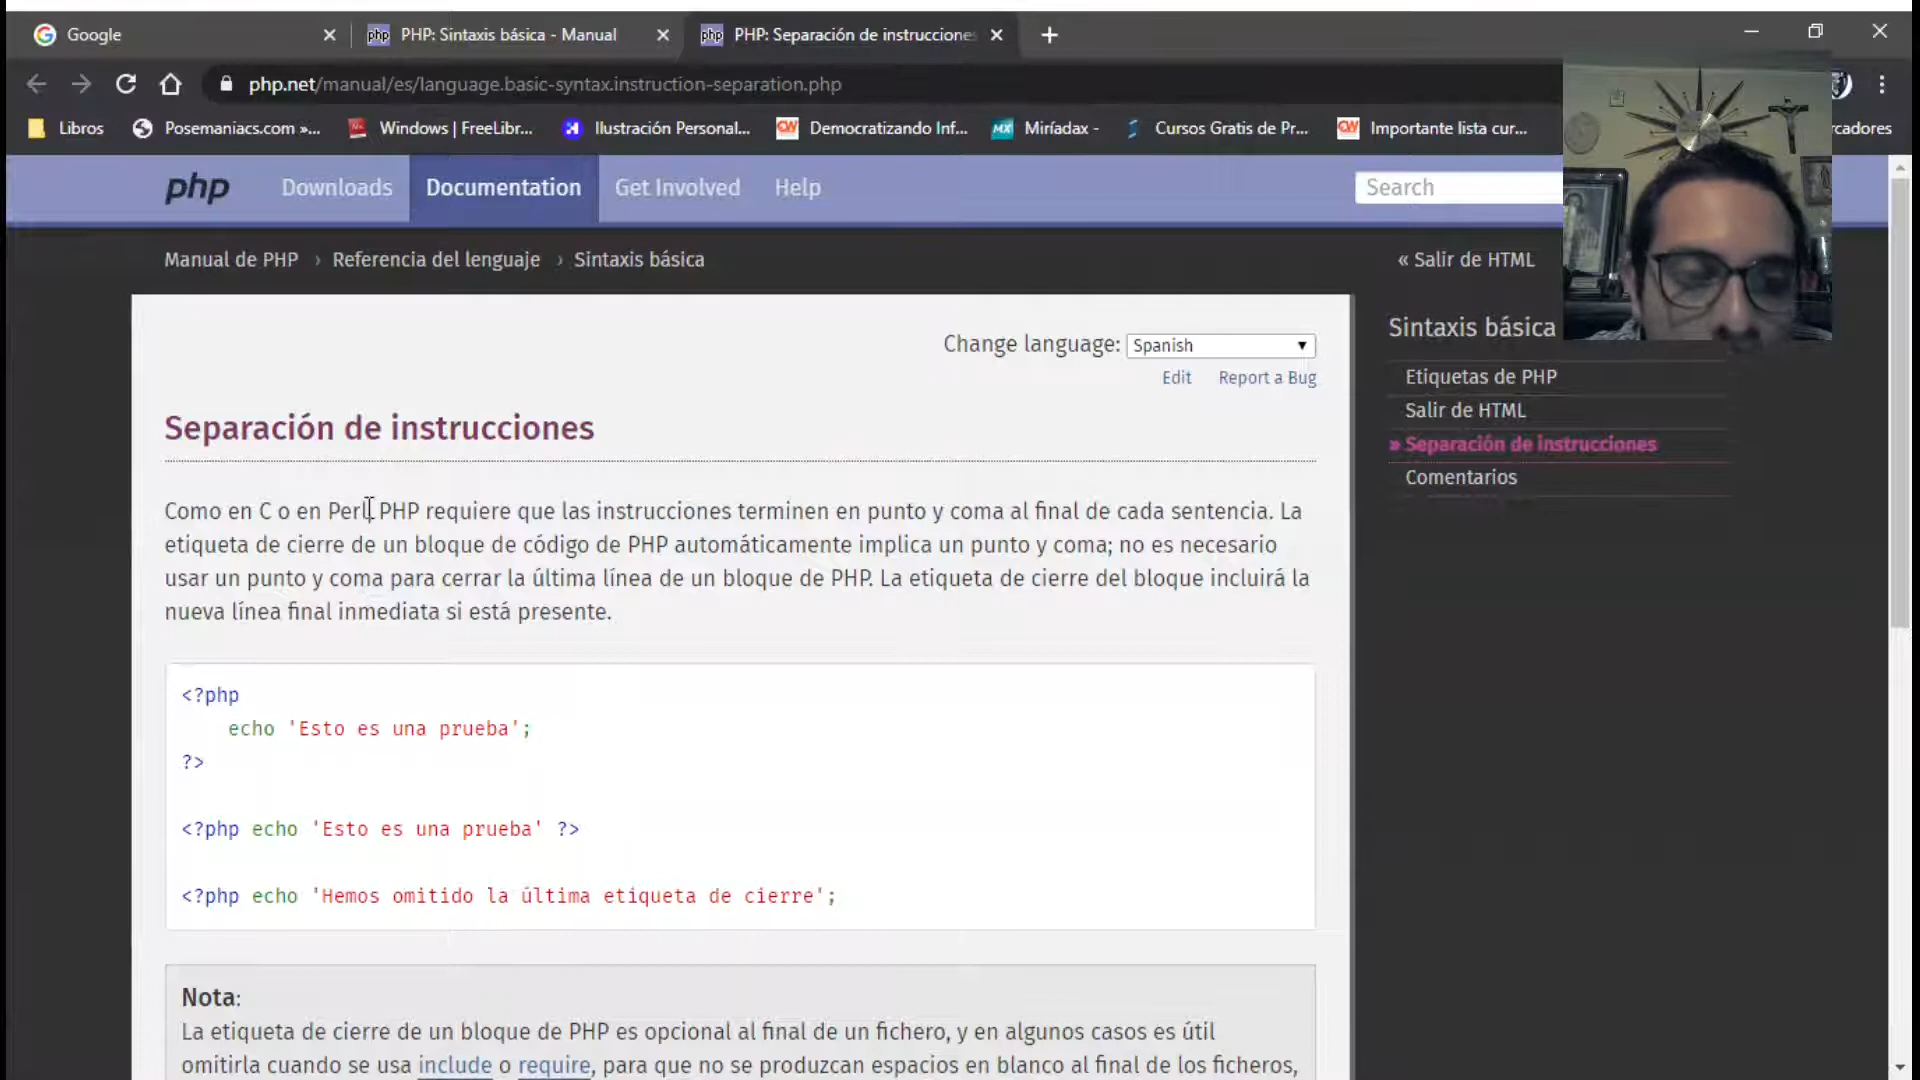 Google
PHP: Sintaxis básica - Manual
PHP: Separación de instruccione
php.net/manual/es/language.basic-syntax.instruction-separation.php
Libros
Posemaniacs.com »...
Windows | FreeLibr...
Ilustración Personal...
Democratizando Inf...
Miríadax -
Cursos Gratis de Pr...
Importante lista cur...
rcadores
php
Downloads
Documentation
Get Involved
Help
Search
Manual de PHP › Referencia del lenguaje › Sintaxis básica
« Salir de HTML
Change language: Spanish
Edit Report a Bug
Separación de instrucciones
Como en C o en Perl, PHP requiere que las instrucciones terminen en punto y coma al final de cada sentencia. La
etiqueta de cierre de un bloque de código de PHP automáticamente implica un punto y coma; no es necesario
usar un punto y coma para cerrar la última línea de un bloque de PHP. La etiqueta de cierre del bloque incluirá la
nueva línea final inmediata si está presente.
<?php
echo 'Esto es una prueba';
?>
<?php echo 'Esto es una prueba' ?>
<?php echo 'Hemos omitido la última etiqueta de cierre';
Nota:
La etiqueta de cierre de un bloque de PHP es opcional al final de un fichero, y en algunos casos es útil
omitirla cuando se usa include o require, para que no se produzcan espacios en blanco al final de los ficheros,
Sintaxis básica
Etiquetas de PHP
Salir de HTML
» Separación de instrucciones
Comentarios